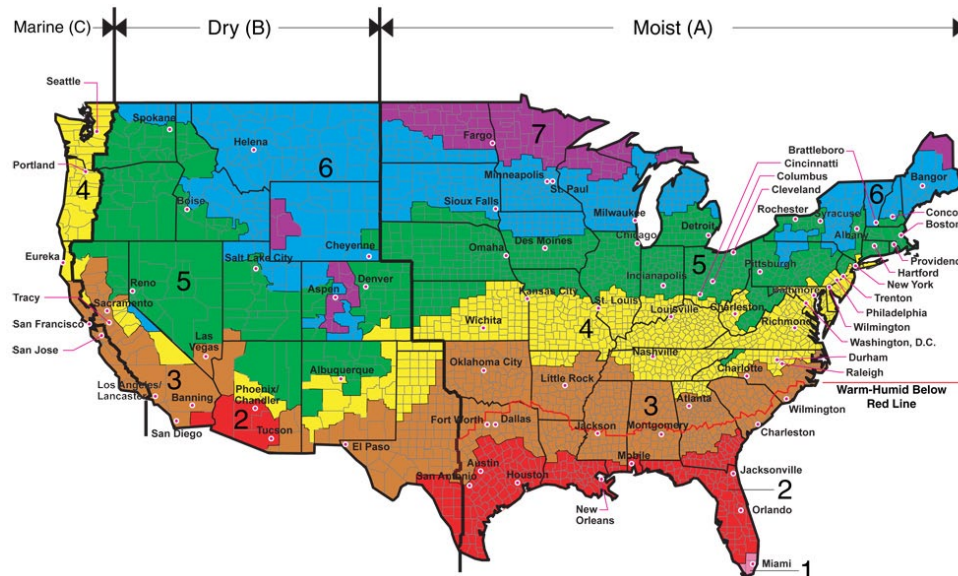 Marine (C)
Dry (B)
Moist (A)
Seattle
Spokane
Helena
Fargo
7
Brattleboro
Cincinnati
Columbus
Cleveland
Portland
4
6
Minneapolis
St. Paul
Rochester
Syracuse
6
Bangor
Boise
Sioux Falls
Milwaukee
Detroit
Albany
Concord
Boston
Eureka
Cheyenne
Omaha
Des Moines
Chicago
Pittsburgh
Providence
Hartford
Salt Lake City
5
Reno
Indianapolis
5
New York
Tracy
Sacramento
Aspen
Denver
Kansas City
St. Louis
Louisville
Charleston
Baltimore
Trenton
Philadelphia
San Francisco
Las
Vegas
Wichita
4
Richmond
Wilmington
San Jose
Washington, D.C.
Nashville
Durham
Raleigh
3
Albuquerque
Oklahoma City
Little Rock
Charlotte
Los Angeles/
Lancaster
Banning
Phoenix/
Chandler
2
3
Atlanta
Warm-Humid Below
Red Line
Wilmington
Tucson
Fort Worth
Dallas
Jackson
Montgomery
San Diego
El Paso
Charleston
Austin
Mobile
San Antonio
Houston
Jacksonville
2
New
Orleans
Orlando
Miami
1